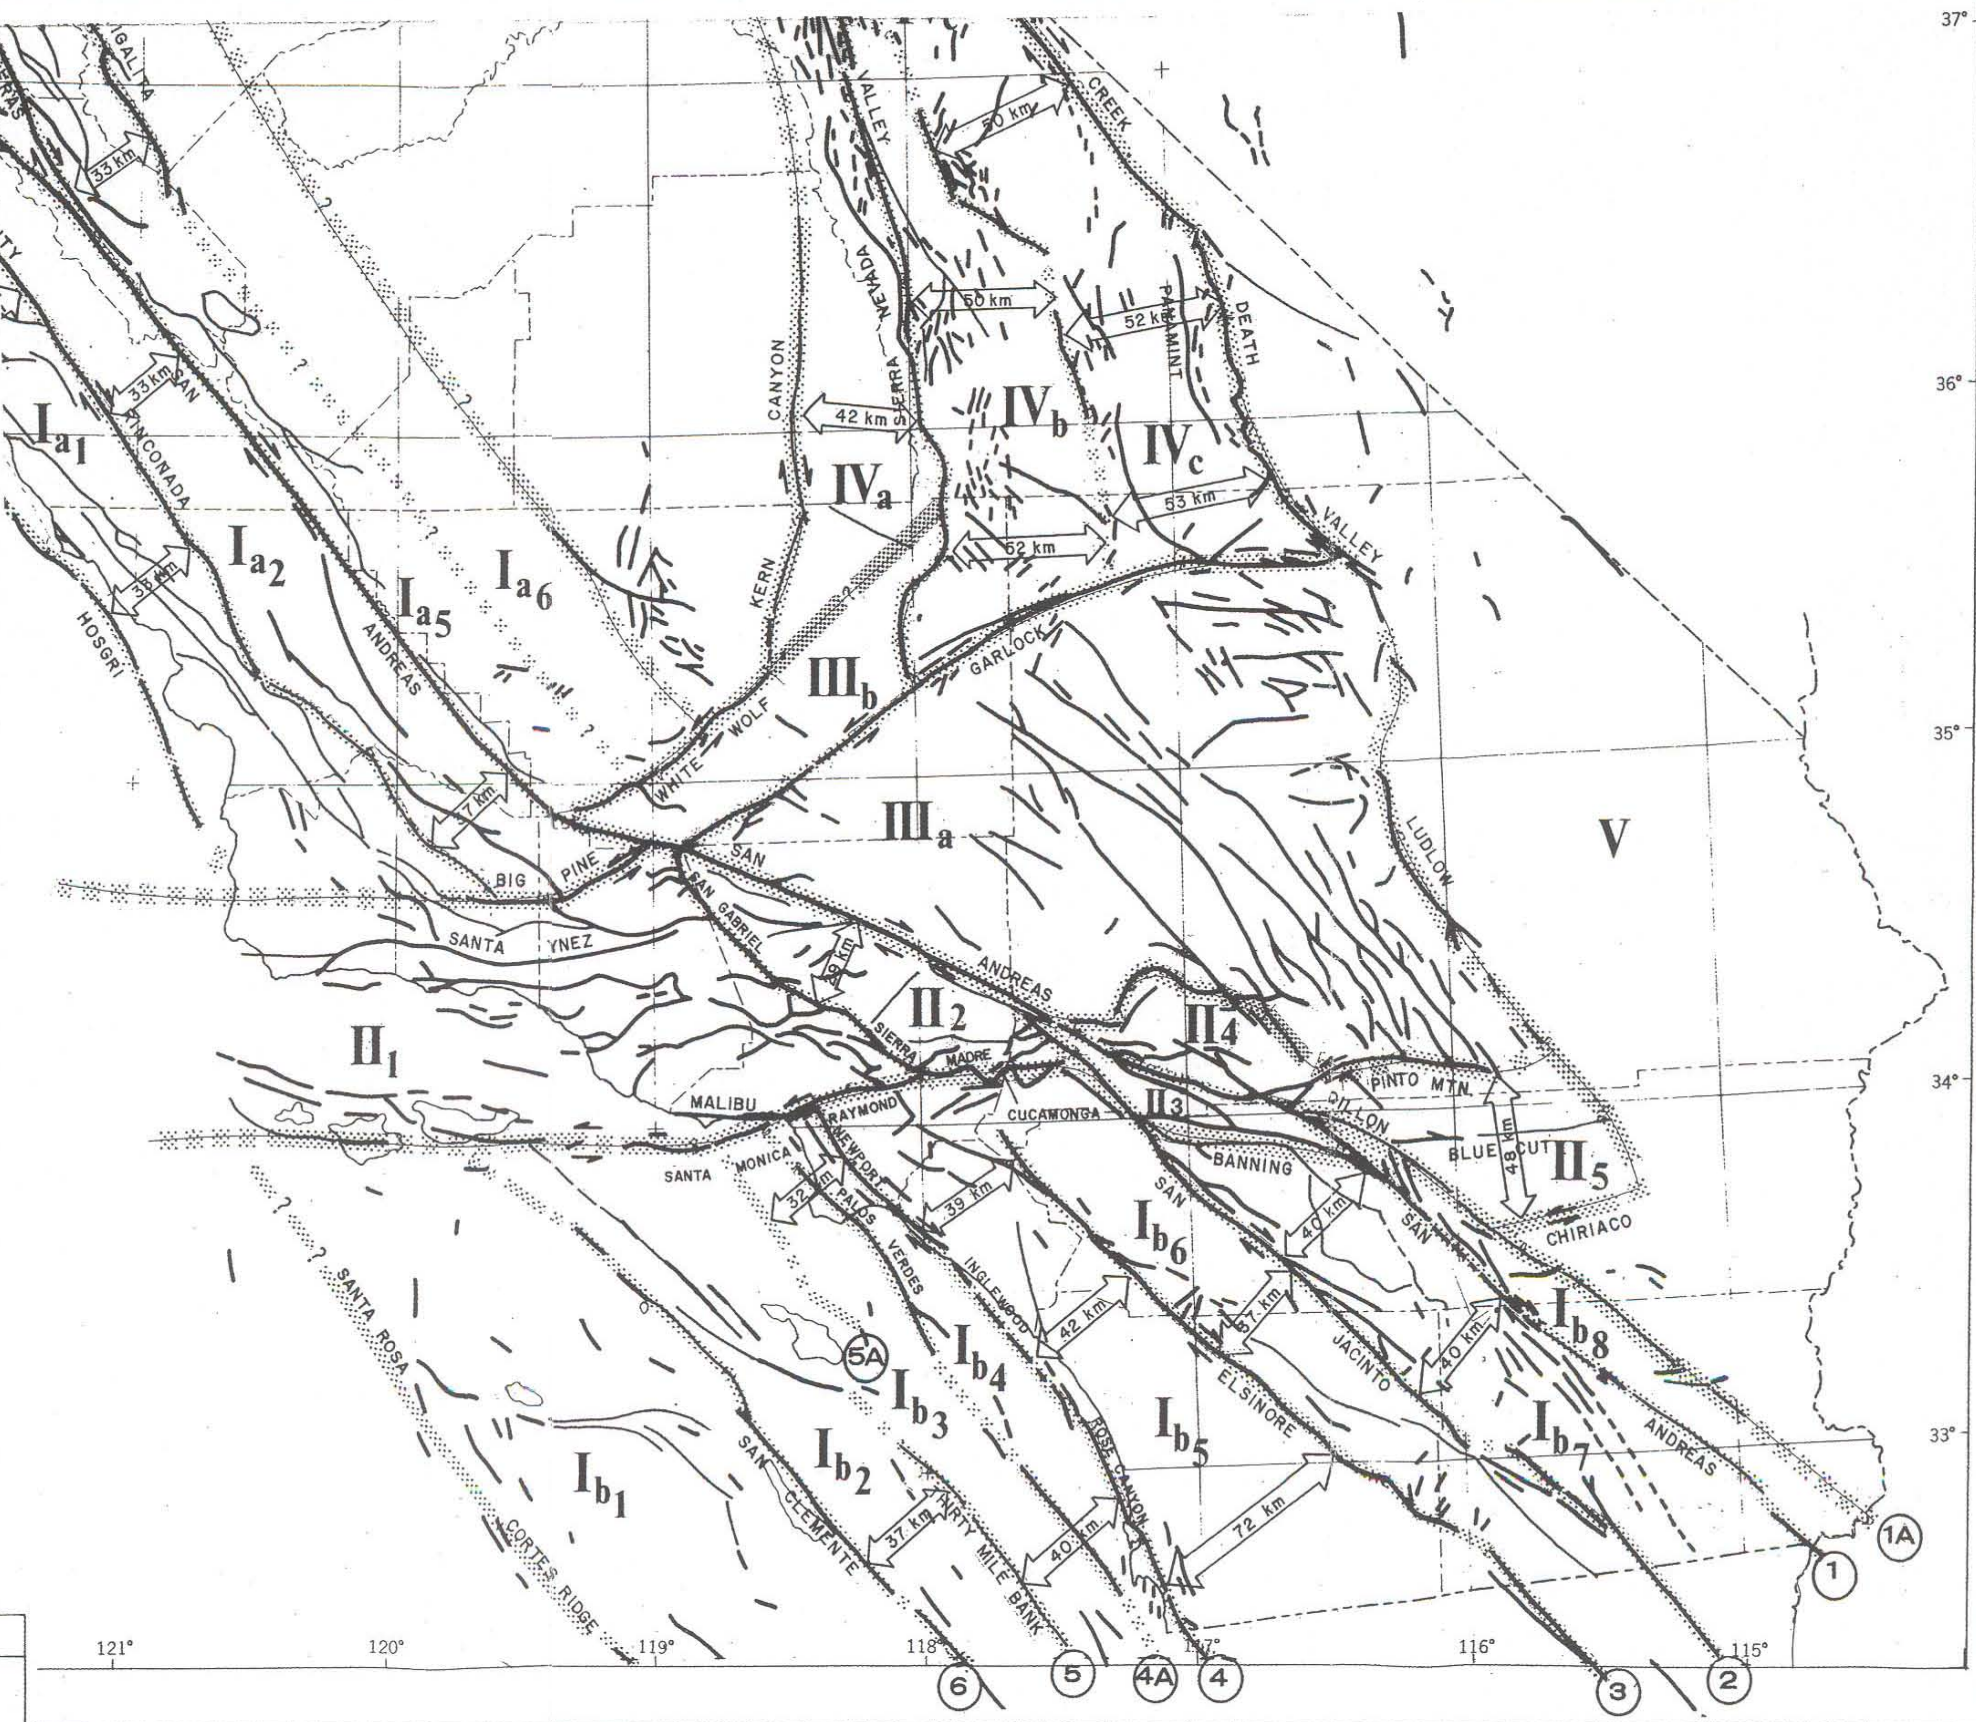 37°
IGALITA
33 km
VALLEY
CREEK
50 km
NEVADA
SIERRA
50 km
52 km
PANAMINT
DEATH
36°
33 km
SAN
CANYON
42 km
IVb
IVc
Ia1
RINCONADA
IVa
53 km
VALLEY
Ia2
Ia5
Ia6
KERN
52 km
33 km
HOSGRI
ANDREAS
IIIb
GARLOCK
35°
WHITE WOLF
17 km
IIIa
V
LUDLOW
BIG PINE
SAN
SAN GABRIEL
SANTA YNEZ
ANDREAS
II1
II2
SIERRA MADRE
II4
34°
PINTO MTN.
MALIBU
RAYMOND
CUCAMONGA
II3
DILLON
BLUE CUT
48 km
II5
SANTA MONICA
BANNING
NEWPORT
32 km
PALOS VERDES
39 km
SAN
40 km
SAN
CHIRIACO
Ib6
SANTA ROSA
INGLEWOOD
42 km
37 km
JACINTO
40 km
Ib8
5A
Ib4
Ib3
ELSINORE
Ib5
Ib7
ANDREAS
33°
ROSE CANYON
Ib2
Ib1
SAN CLEMENTE
37 km
THIRTY MILE BANK
40 km
72 km
CORTES RIDGE
1A
1
121°
120°
119°
118°
117°
116°
115°
6
5
4A
4
3
2